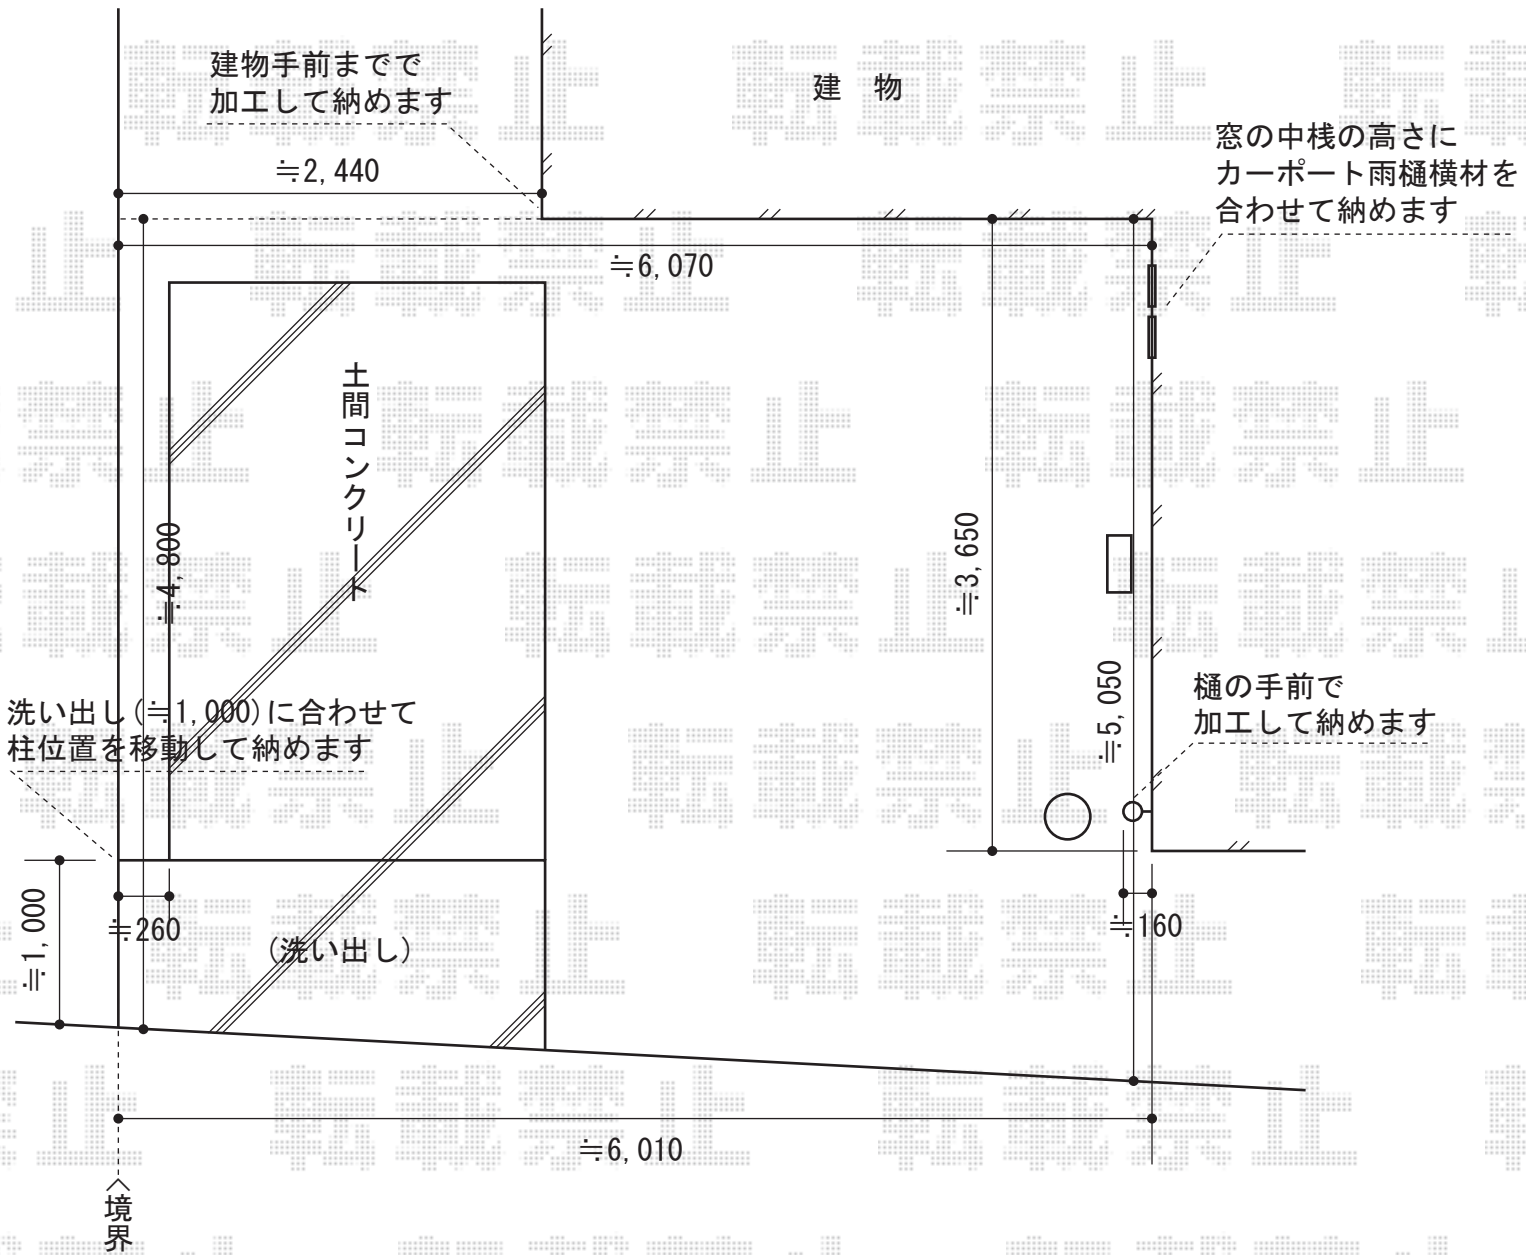 建物手前までで
加工して納めます
建 物
窓の中桟の高さに
カーポート雨樋横材を
合わせて納めます
≒2,440
≒6,070
土間コンクリート
≒4,800
≒3,650
≒5,050
樋の手前で
加工して納めます
洗い出し(≒1,000)に合わせて
柱位置を移動して納めます
≒1,000
≒260
(洗い出し)
≒160
≒6,010
境界
転載禁止